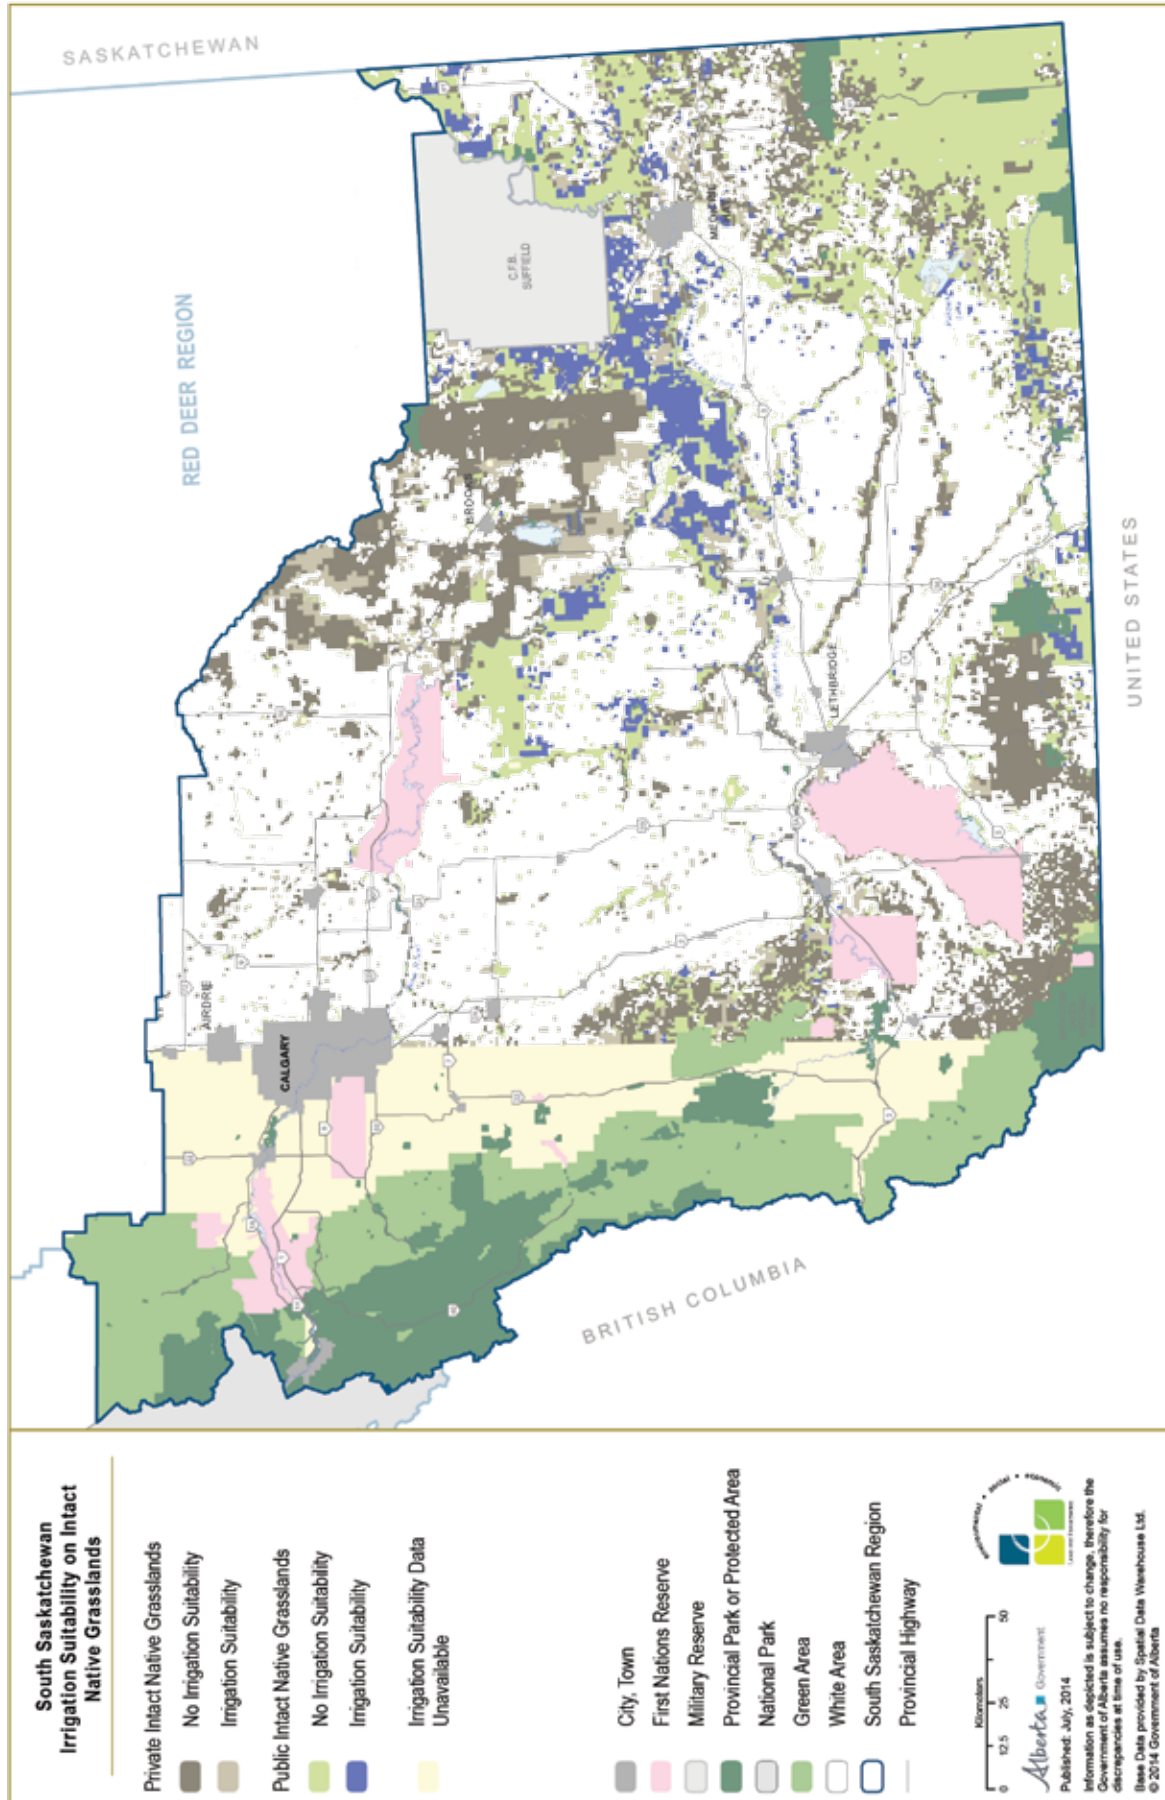 South Saskatchewan
Irrigation Suitability on Intact
Native Grasslands
Private Intact Native Grasslands
No Irrigation Suitability
Irrigation Suitability
Public Intact Native Grasslands
No Irrigation Suitability
Irrigation Suitability
Irrigation Suitability Data
Unavailable
City, Town
First Nations Reserve
Military Reserve
Provincial Park or Protected Area
National Park
Green Area
White Area
South Saskatchewan Region
Provincial Highway
Kilometers
0 12.5 25 50
Alberta Government
Published: July, 2014
Information as depicted is subject to change, therefore the
Government of Alberta assumes no responsibility for
discrepancies at time of use.
Base Data provided by Spatial Data Warehouse Ltd.
© 2014 Government of Alberta
environmental • social • economic
SASKATCHEWAN
RED DEER REGION
C.F.B.
SUFFIELD
MEDICINE
HAT
BROOKS
AIRDRIE
CALGARY
LETHBRIDGE
BRITISH COLUMBIA
UNITED STATES